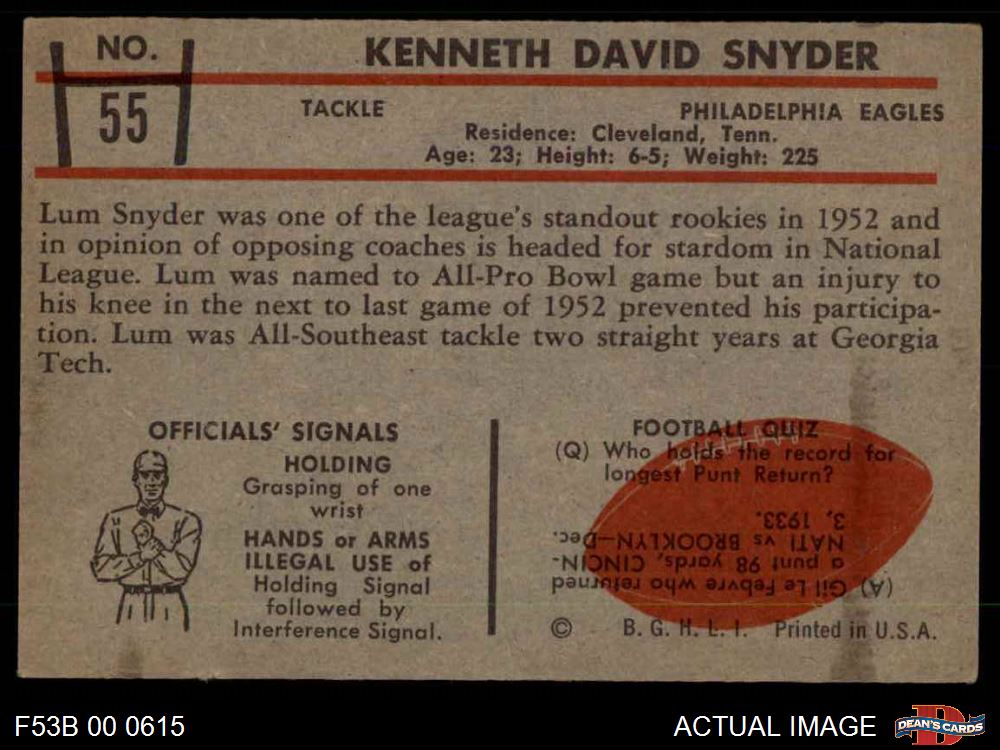 NO.
55
KENNETH DAVID SNYDER
TACKLE
PHILADELPHIA EAGLES
Residence: Cleveland, Tenn.
Age: 23; Height: 6-5; Weight: 225
Lum Snyder was one of the league's standout rookies in 1952 and
in opinion of opposing coaches is headed for stardom in National
League. Lum was named to All-Pro Bowl game but an injury to
his knee in the next to last game of 1952 prevented his participa-
tion. Lum was All-Southeast tackle two straight years at Georgia
Tech.
OFFICIALS' SIGNALS
HOLDING
Grasping of one
wrist
HANDS or ARMS
ILLEGAL USE of
Holding Signal
followed by
Interference Signal.
FOOTBALL QUIZ
(Q) Who holds the record for
longest Punt Return?
(A) Gil Le Febvre who returned
a punt 98 yards, CINCIN-
NATI vs BROOKLYN—Dec.
3, 1933.
© B. G. H. L. I. Printed in U.S.A.
F53B 00 0615
ACTUAL IMAGE
D
DEAN'S CARDS